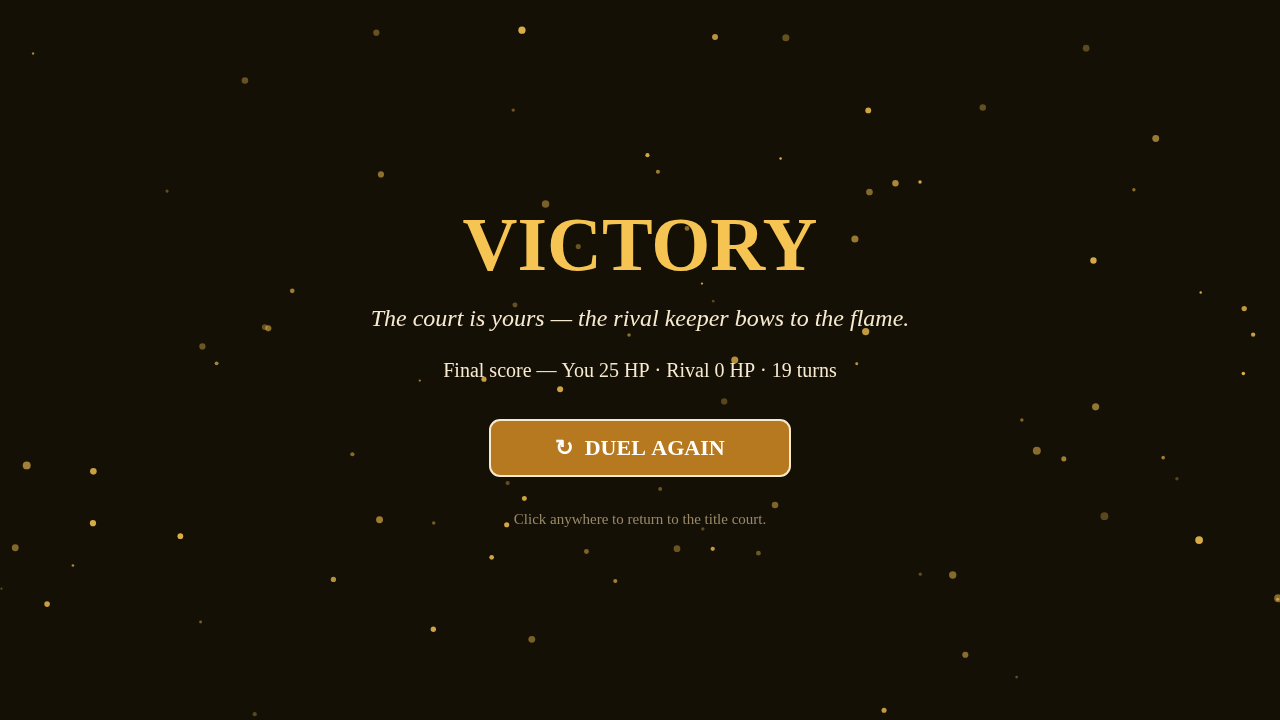 VICTORY
The court is yours — the rival keeper bows to the flame.
Final score — You 25 HP · Rival 0 HP · 19 turns
↻ DUEL AGAIN
Click anywhere to return to the title court.